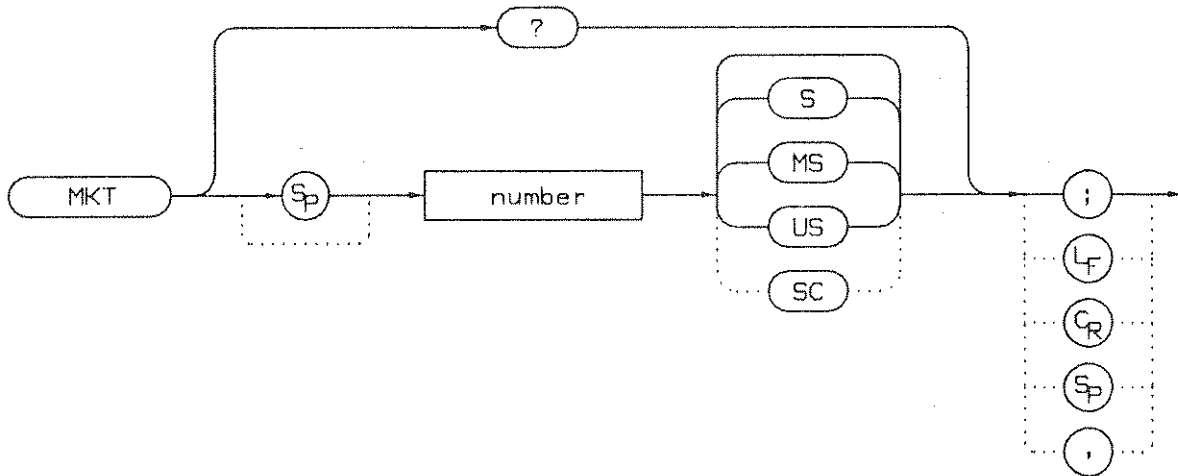 ?
S
MS
MKT SP number ;
US
LF
SC
CR
SP
,